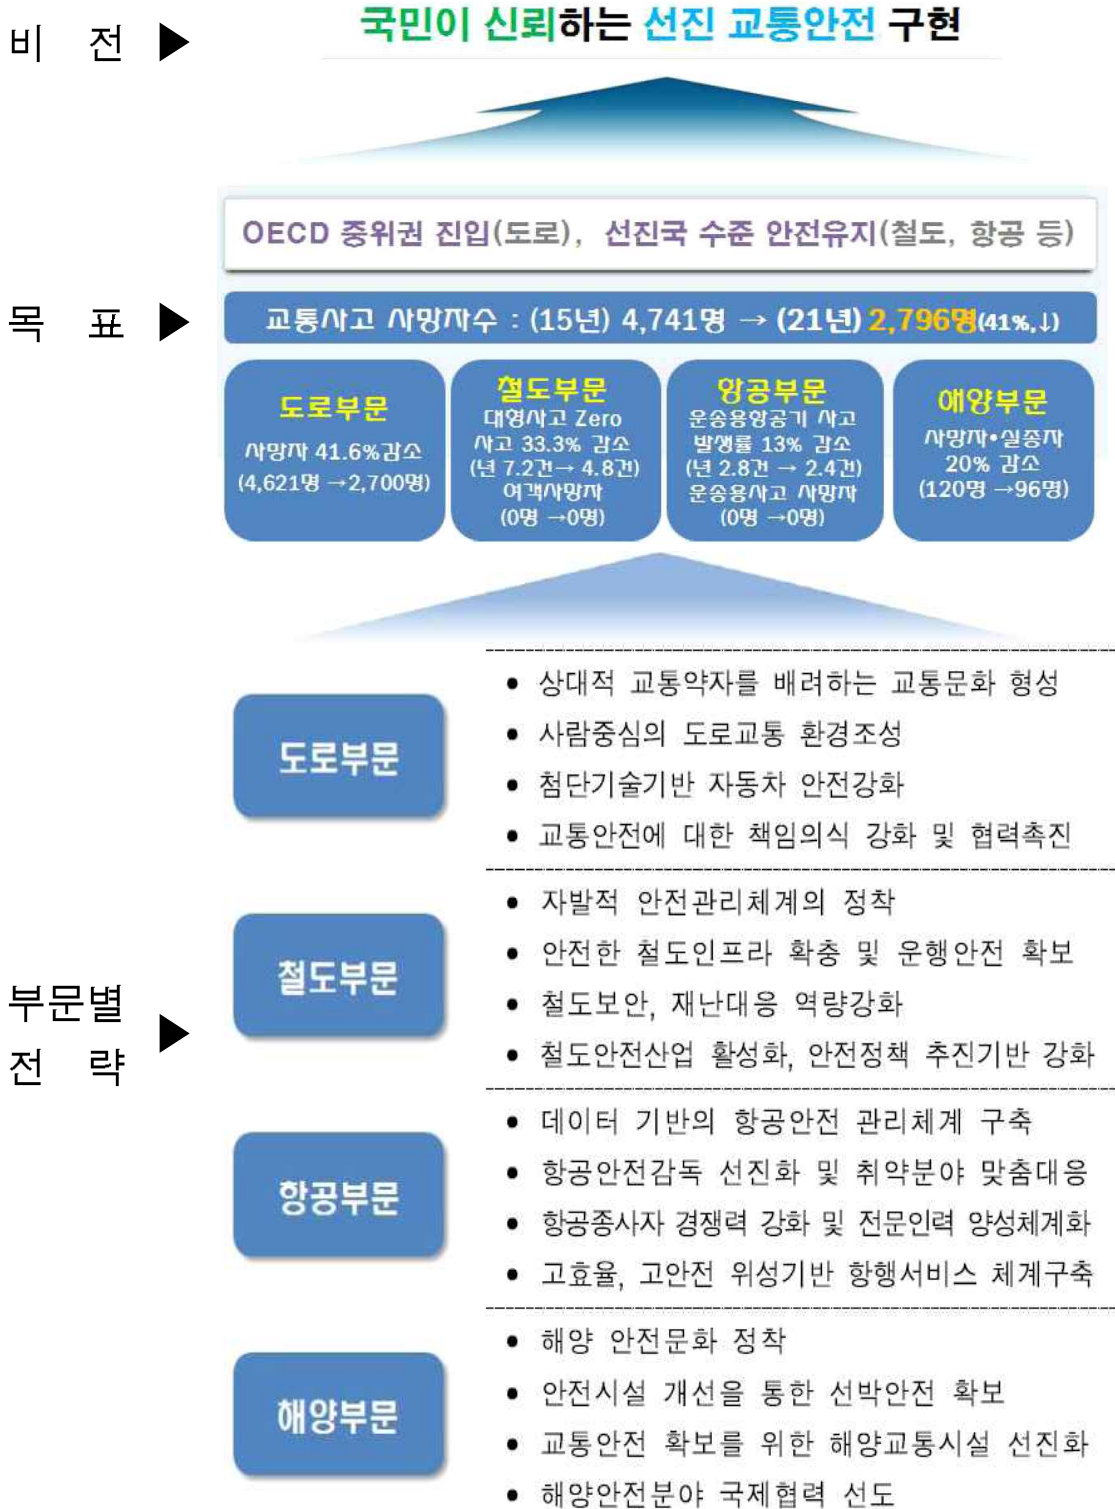 비 전 ▶
국민이 신뢰하는 선진 교통안전 구현
OECD 중위권 진입(도로), 선진국 수준 안전유지(철도, 항공 등)
목 표 ▶
교통사고 사망자수 : (15년) 4,741명 → (21년) 2,796명(41%,↓)
도로부문
사망자 41.6%감소
(4,621명 →2,700명)
철도부문
대형사고 Zero
사고 33.3% 감소
(년 7.2건→ 4.8건)
여객사망자
(0명 →0명)
항공부문
운송용항공기 사고
발생률 13% 감소
(년 2.8건 → 2.4건)
운송용사고 사망자
(0명 →0명)
해양부문
사망자•실종자
20% 감소
(120명 →96명)
부문별
전 략 ▶
도로부문
• 상대적 교통약자를 배려하는 교통문화 형성
• 사람중심의 도로교통 환경조성
• 첨단기술기반 자동차 안전강화
• 교통안전에 대한 책임의식 강화 및 협력촉진
철도부문
• 자발적 안전관리체계의 정착
• 안전한 철도인프라 확충 및 운행안전 확보
• 철도보안, 재난대응 역량강화
• 철도안전산업 활성화, 안전정책 추진기반 강화
항공부문
• 데이터 기반의 항공안전 관리체계 구축
• 항공안전감독 선진화 및 취약분야 맞춤대응
• 항공종사자 경쟁력 강화 및 전문인력 양성체계화
• 고효율, 고안전 위성기반 항행서비스 체계구축
해양부문
• 해양 안전문화 정착
• 안전시설 개선을 통한 선박안전 확보
• 교통안전 확보를 위한 해양교통시설 선진화
• 해양안전분야 국제협력 선도